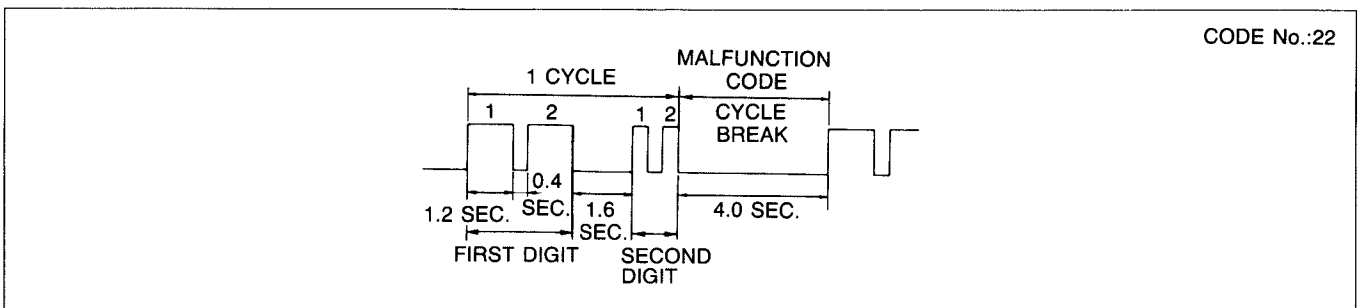 CODE No.:22
MALFUNCTION
CODE
1 CYCLE
1 2 1 2 CYCLE
BREAK
0.4
1.2 SEC. SEC. 1.6 4.0 SEC.
SEC.
FIRST DIGIT SECOND
DIGIT